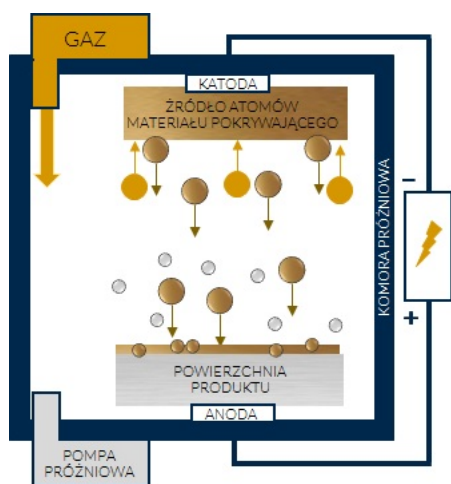 GAZ
KATODA
ŹRÓDŁO ATOMÓW
MATERIAŁU POKRYWAJĄCEGO
KOMORA PRÓŻNIOWA
–
+
POWIERZCHNIA
PRODUKTU
ANODA
POMPA
PRÓŻNIOWA